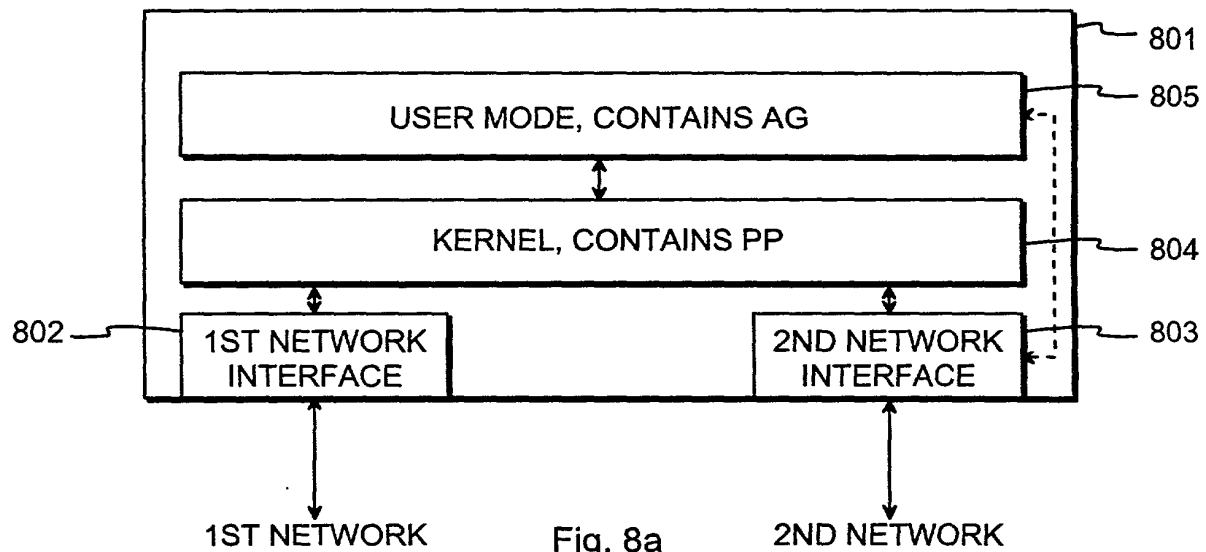 801
USER MODE, CONTAINS AG
805
KERNEL, CONTAINS PP
804
802
1ST NETWORK
INTERFACE
2ND NETWORK
INTERFACE
803
1ST NETWORK
Fig. 8a
2ND NETWORK